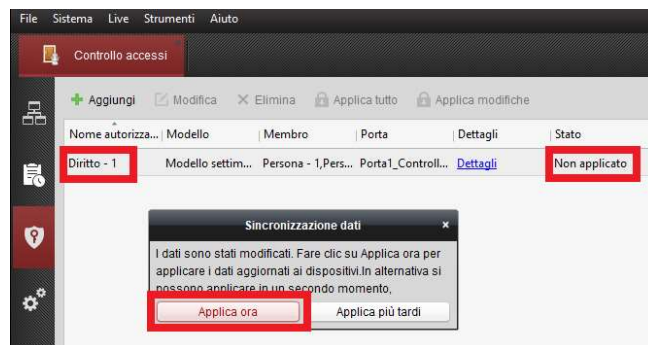 File Sistema Live Strumenti Aiuto
Controllo accessi
Aggiungi Modifica Elimina Applica tutto Applica modifiche
Nome autorizza... Modello Membro Porta Dettagli Stato
Diritto - 1 Modello settim... Persona - 1,Pers... Porta1_Controll... Dettagli Non applicato
Sincronizzazione dati
I dati sono stati modificati. Fare clic su Applica ora per
applicare i dati aggiornati ai dispositivi.In alternativa si
possono applicare in un secondo momento,
Applica ora Applica più tardi